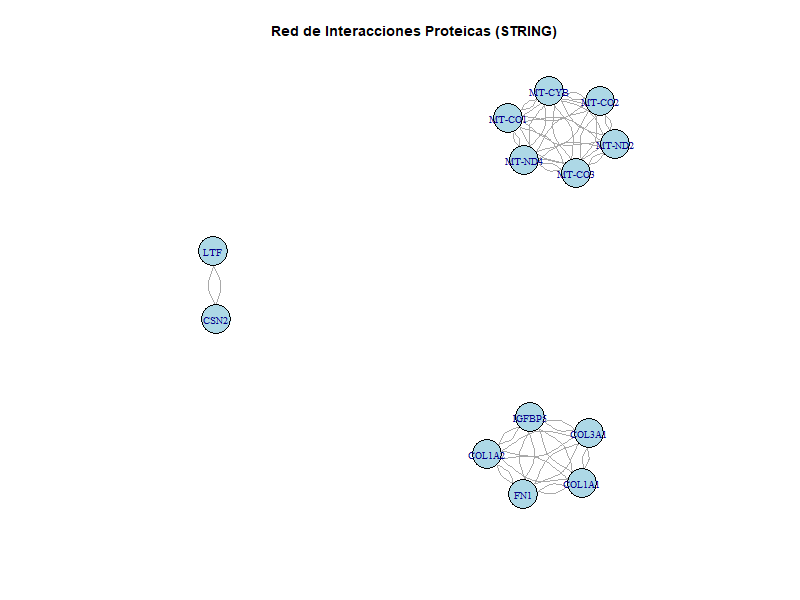 Red de Interacciones Proteicas (STRING)
MT-CYB
MT-CO2
MT-CO1
MT-ND2
MT-ND4
MT-CO3
LTF
CSN2
IGFBP5
COL3A1
COL1A2
COL1A1
FN1